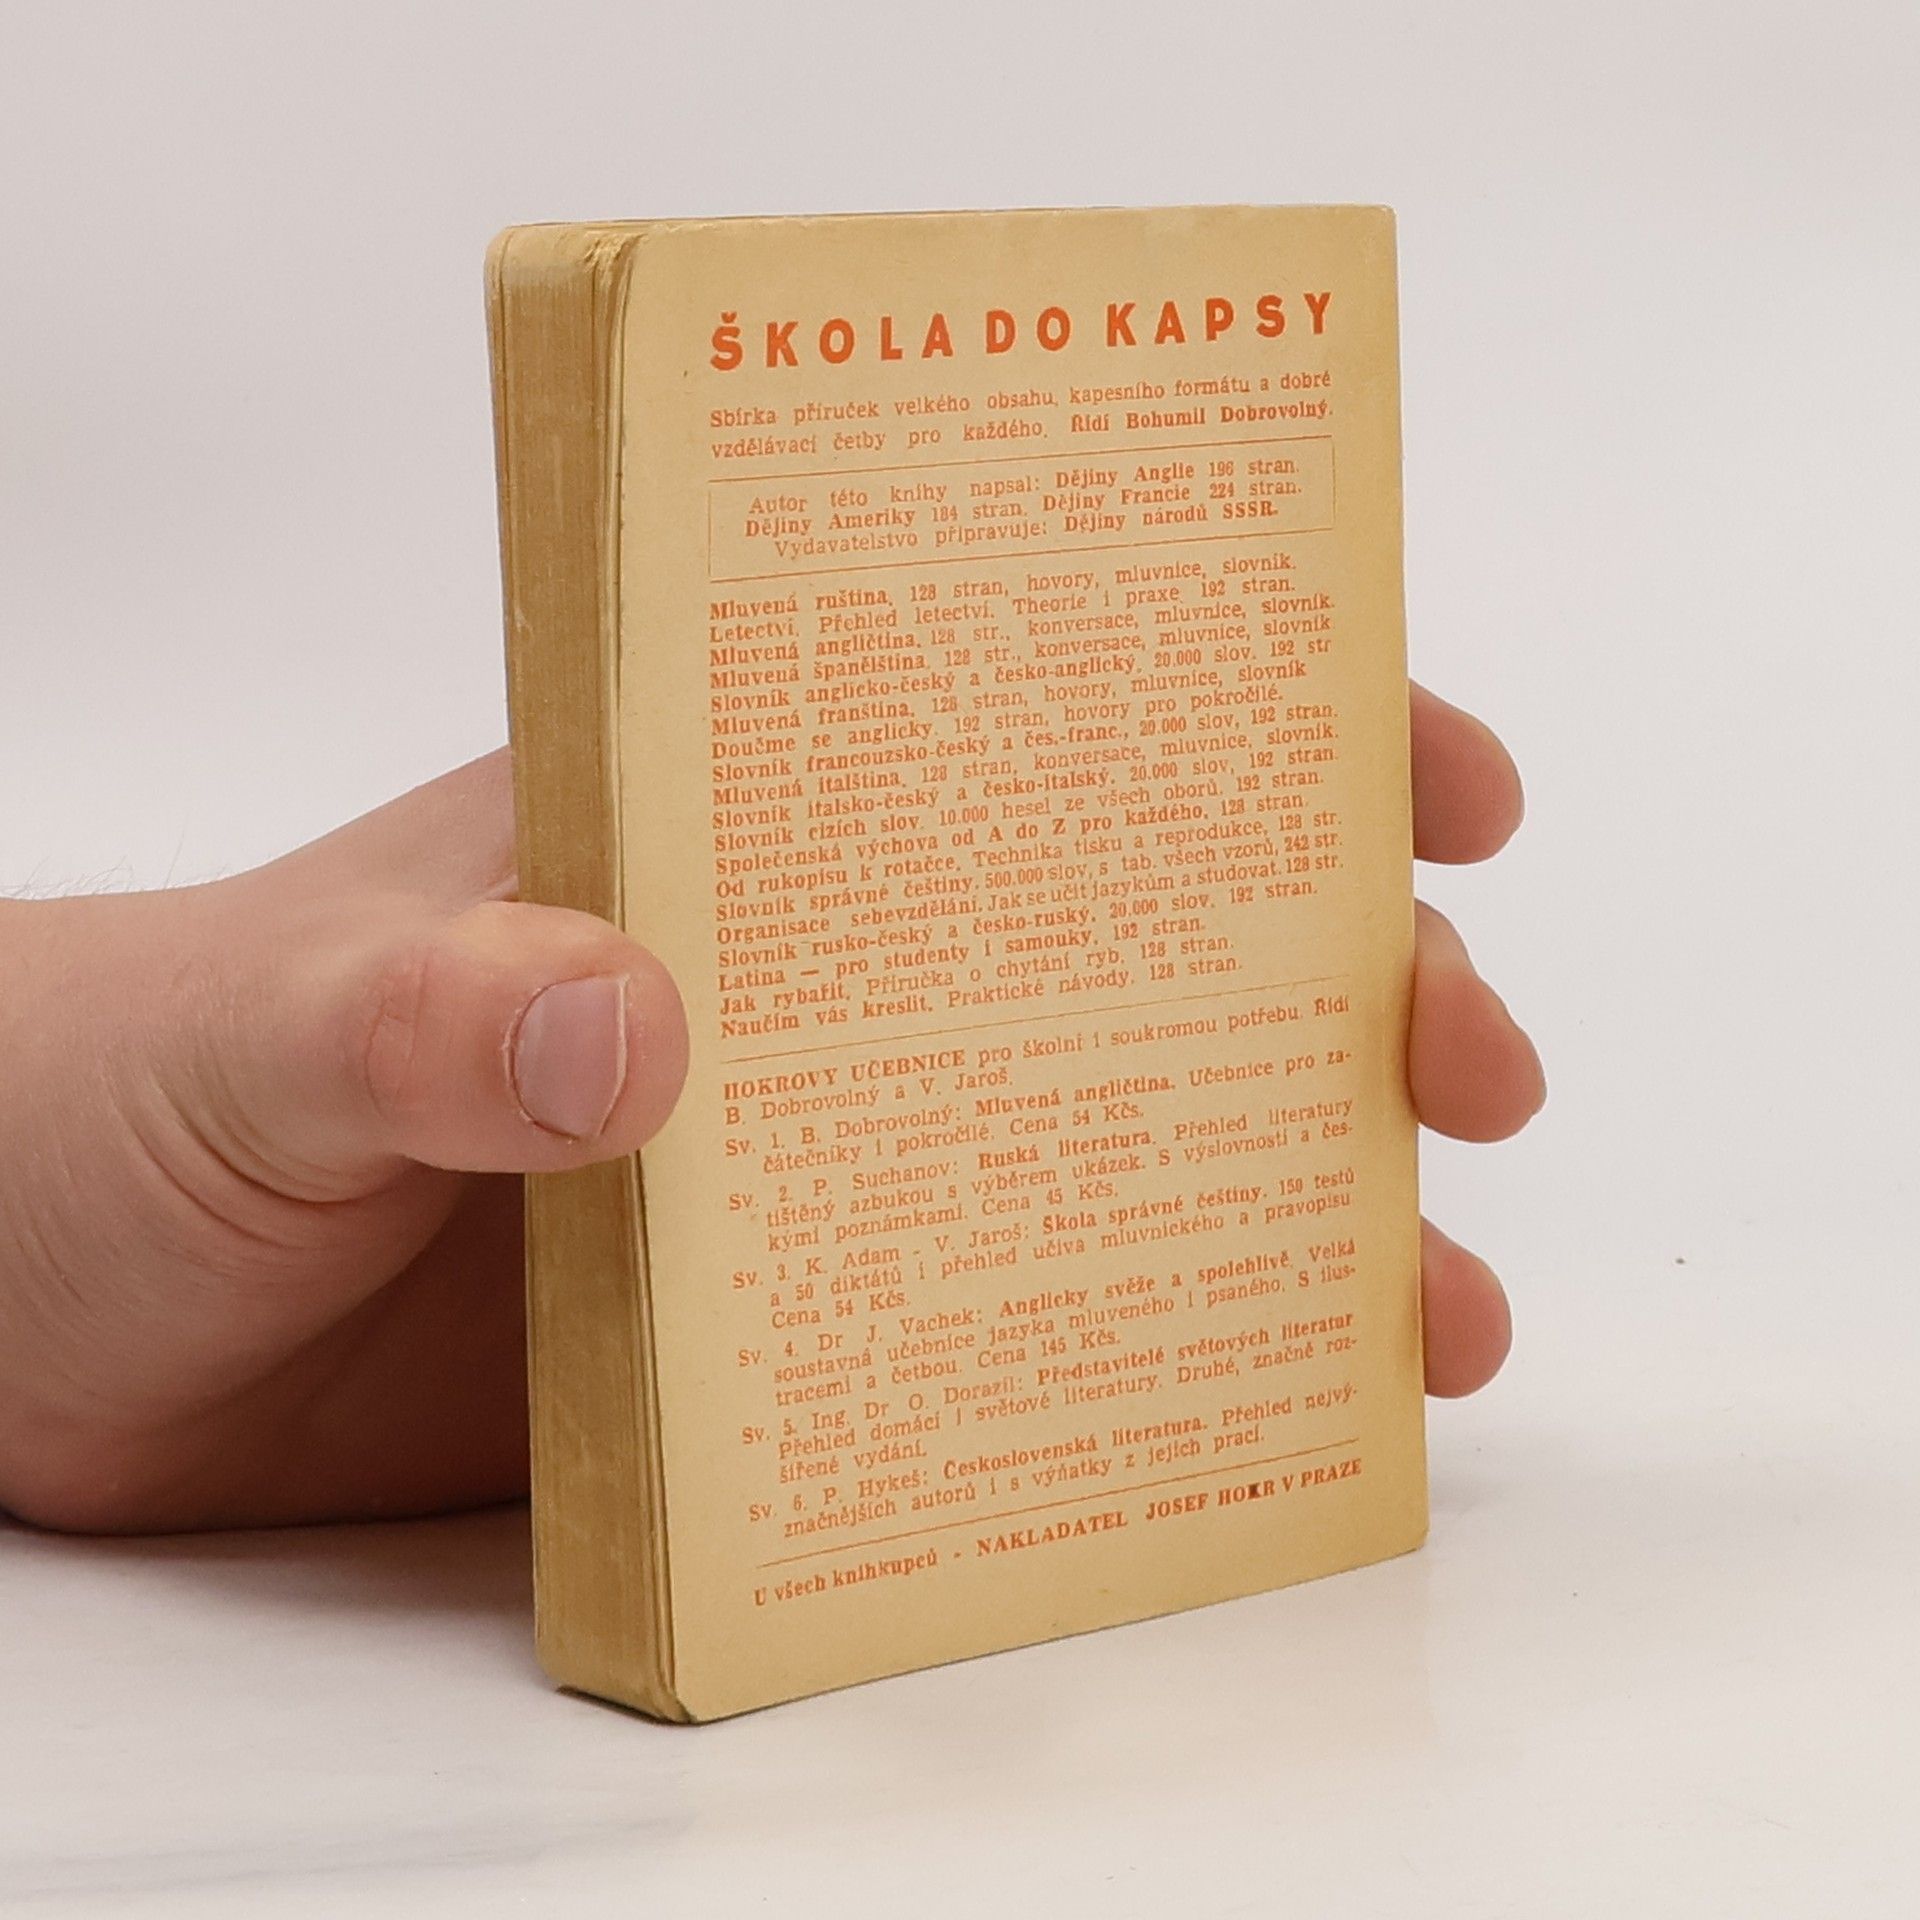 ŠKOLA DO KAPSY
Sbírka příruček velkého obsahu, kapesního formátu a dobré
vzdělávací četby pro každého. Řídí Bohumil Dobrovolný.
Autor této knihy napsal: Dějiny Anglie 196 stran.
Dějiny Ameriky 184 stran. Dějiny Francie 224 stran.
Vydavatelstvo připravuje: Dějiny národů SSSR.
Mluvená ruština. 128 stran, hovory, mluvnice, slovník.
Letectví. Přehled letectví. Theorie i praxe 192 stran.
Mluvená angličtina. 128 str., konversace, mluvnice, slovník.
Mluvená španělština. 128 str., konversace, mluvnice, slovník
Slovník anglicko-český a česko-anglický. 20.000 slov. 192 str
Mluvená franština. 128 stran, hovory, mluvnice, slovník
Doučme se anglicky. 192 stran, hovory pro pokročilé.
Slovník francouzsko-český a čes.-franc., 20.000 slov, 192 stran.
Mluvená italština. 128 stran, konversace, mluvnice, slovník.
Slovník italsko-český a česko-italský. 20.000 slov, 192 stran.
Slovník cizích slov. 10.000 hesel ze všech oborů. 192 stran.
Společenská výchova od A do Z pro každého. 128 stran.
Od rukopisu k rotačce. Technika tisku a reprodukce, 128 str.
Slovník správné češtiny. 500.000 slov, s tab. všech vzorů, 242 str.
Organisace sebevzdělání. Jak se učit jazykům a studovat. 128 str.
Slovník rusko-český a česko-ruský. 20.000 slov. 192 stran.
Latina — pro studenty i samouky. 192 stran.
Jak rybařit. Příručka o chytání ryb. 128 stran.
Naučím vás kreslit. Praktické návody. 128 stran.
HOKROVY UČEBNICE pro školní i soukromou potřebu. Řídí
B. Dobrovolný a V. Jaroš.
Sv. 1. B. Dobrovolný: Mluvená angličtina. Učebnice pro za-
čátečníky i pokročilé. Cena 54 Kčs.
Sv. 2. P. Suchanov: Ruská literatura. Přehled literatury
tištěný azbukou s výběrem ukázek. S výslovností a čes-
kými poznámkami. Cena 45 Kčs.
Sv. 3. K. Adam - V. Jaroš: Škola správné češtiny. 150 testů
a 50 diktátů i přehled učiva mluvnického a pravopisu
Cena 54 Kčs.
Sv. 4. Dr J. Vachek: Anglicky svěže a spolehlivě. Velká
soustavná učebnice jazyka mluveného i psaného. S ilus-
tracemi a četbou. Cena 145 Kčs.
Sv. 5. Ing. Dr O. Dorazil: Představitelé světových literatur
Přehled domácí i světové literatury. Druhé, značně roz-
šířené vydání.
Sv. 6. P. Hykeš: Československá literatura. Přehled nejvý-
značnějších autorů i s výňatky z jejich prací.
U všech knihkupců - NAKLADATEL JOSEF HOKR V PRAZE